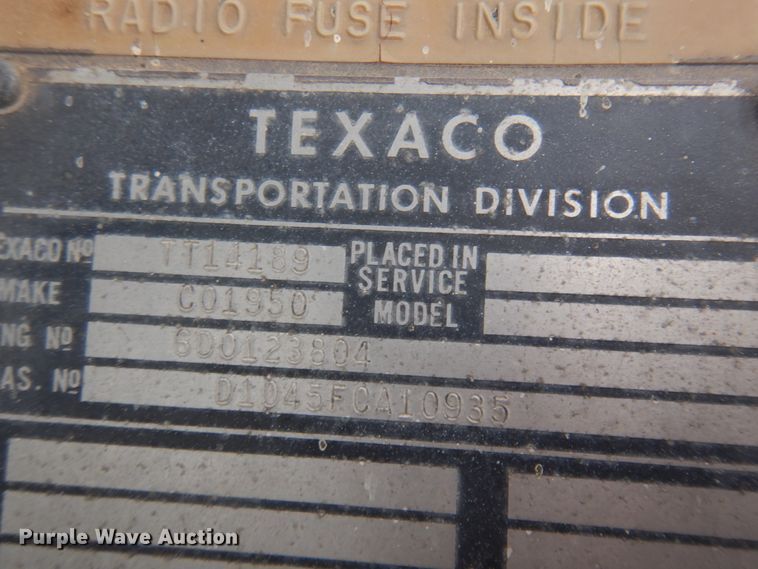 RADIO FUSE INSIDE
TEXACO
TRANSPORTATION DIVISION
EXACO Nº TT14189 PLACED IN SERVICE
MAKE CO1950 MODEL
NG Nº 6D0123804
AS. Nº D1045FCA10935
Purple Wave Auction